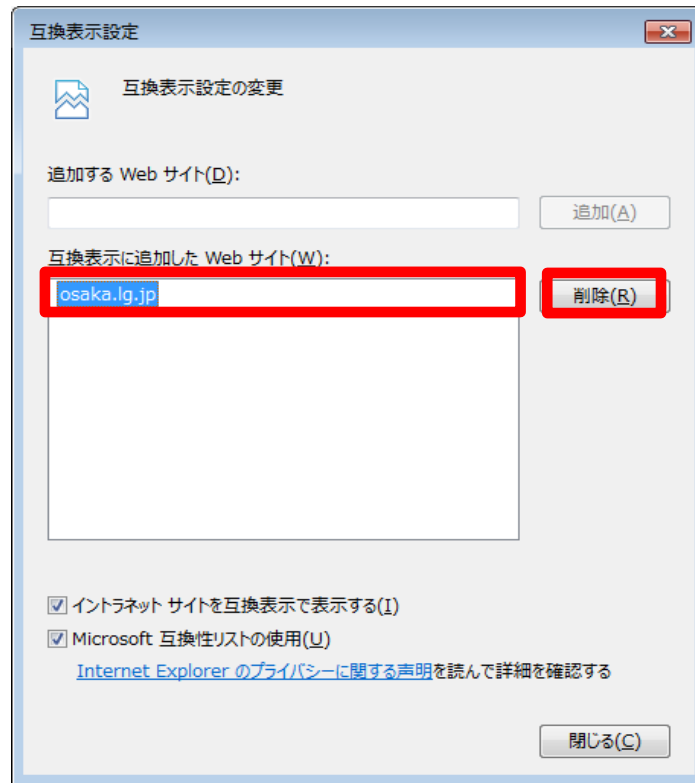 互換表示設定
互換表示設定の変更
追加する Web サイト(D):
追加(A)
互換表示に追加した Web サイト(W):
osaka.lg.jp
削除(R)
イントラネット サイトを互換表示で表示する(I)
Microsoft 互換性リストの使用(U)
Internet Explorer のプライバシーに関する声明を読んで詳細を確認する
閉じる(C)